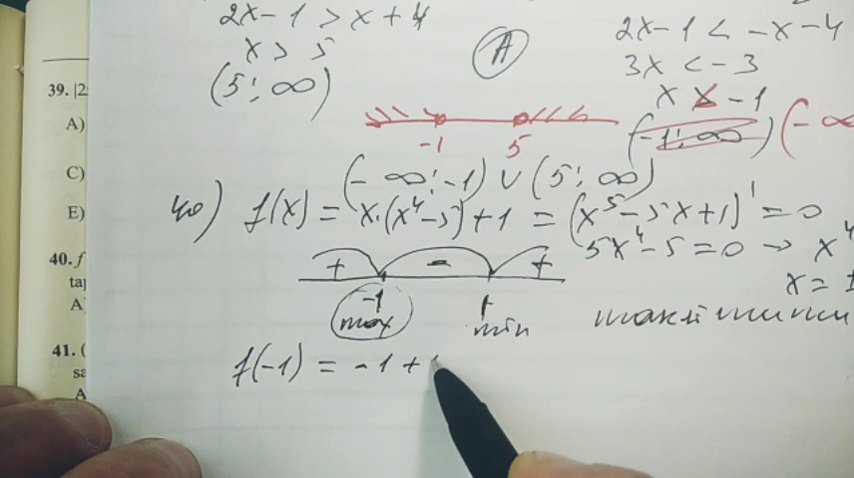 2x-1 > x+4
2x-1 < -x-4
x > 5
(5; ∞)
A
3x < -3
x < -1
(-1; ∞)
(-∞
-1
5
(-∞; -1) ∪ (5; ∞)
40) f(x) = x·(x⁴-5)+1 = (x⁵-5x+1)' = 0
5x⁴-5=0 → x⁴
x = ±
+ - +
-1
max
1
min
f(-1) = -1 +
39. |2
A)
C)
E)
40. f
A
41. (
A